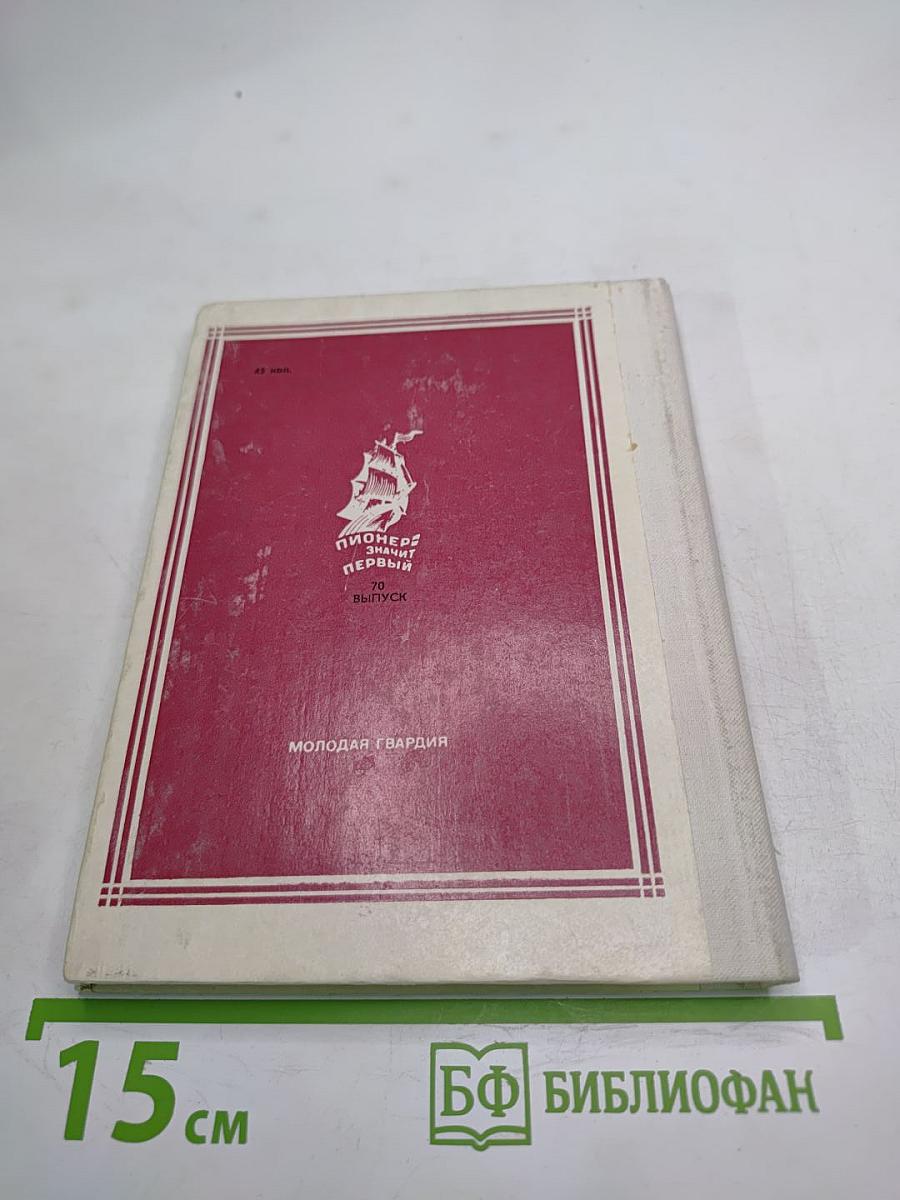 45 коп.
ПИОНЕР-
ЗНАЧИТ
ПЕРВЫЙ
70
ВЫПУСК
МОЛОДАЯ ГВАРДИЯ
15 см
БФ БИБЛИОФАН